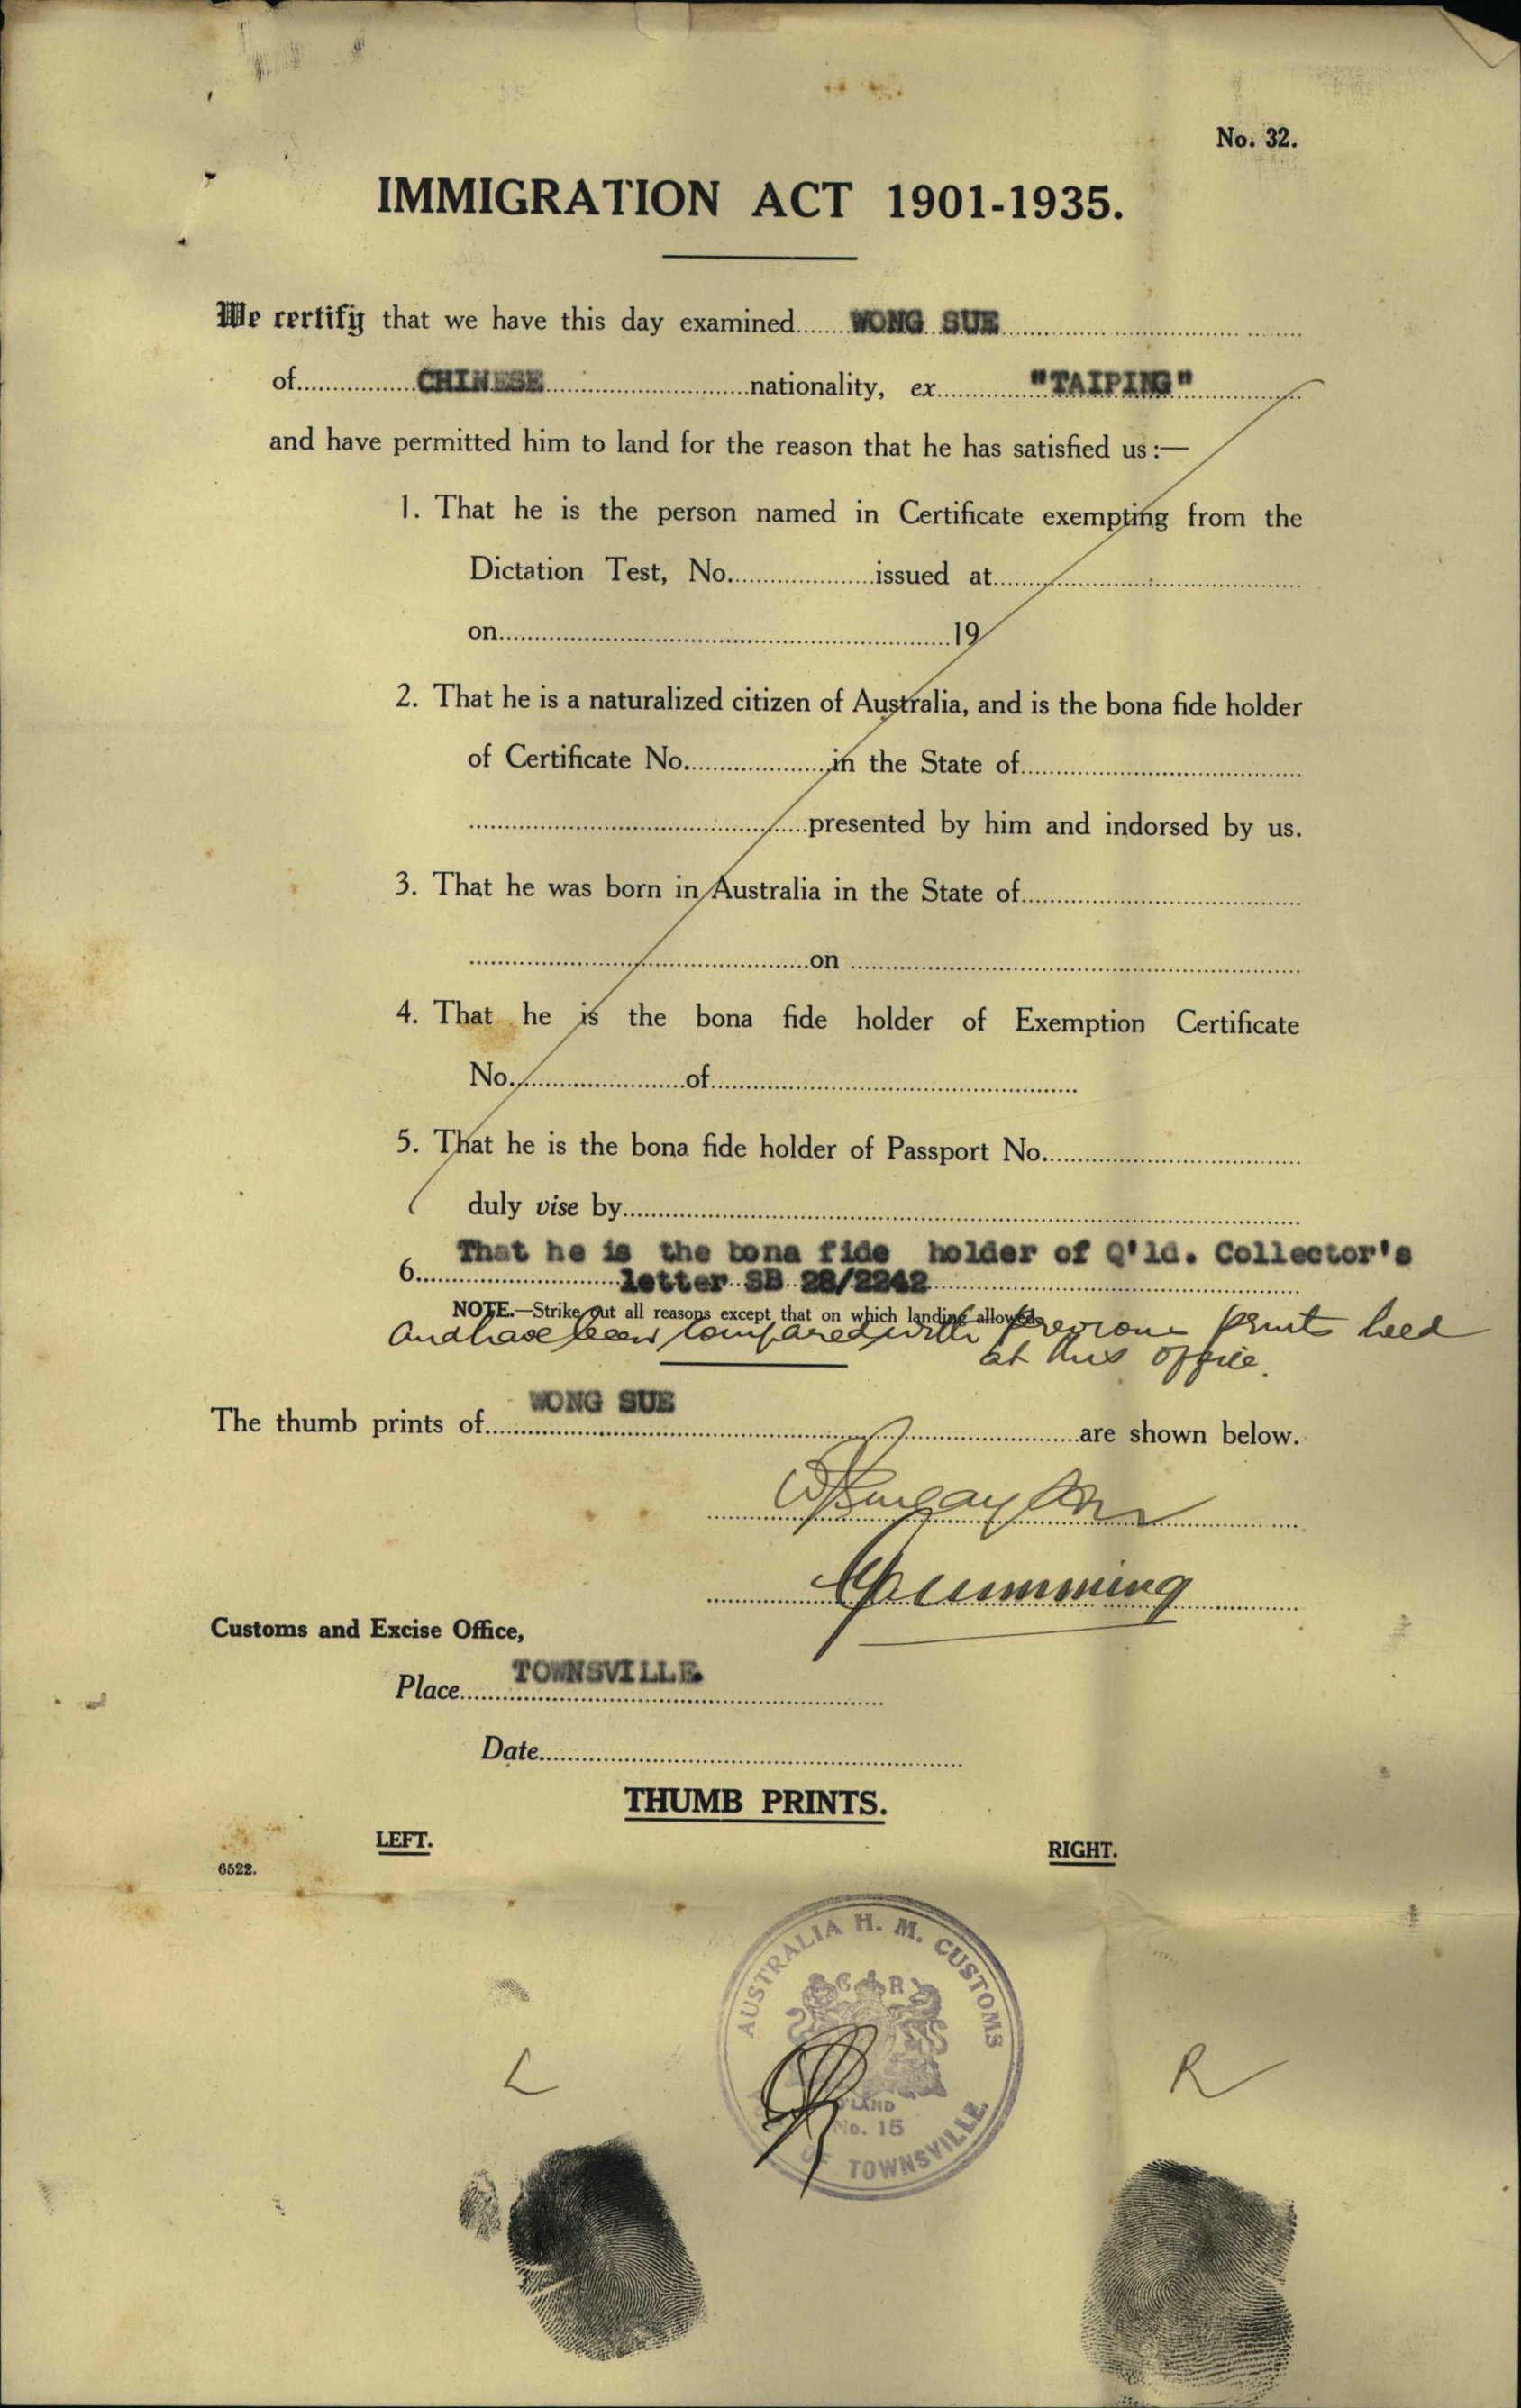 No. 32.
IMMIGRATION ACT 1901-1935.
We certify that we have this day examined WONG SUE
of CHINESE nationality, ex "TAIPING"
and have permitted him to land for the reason that he has satisfied us:—
1. That he is the person named in Certificate exempting from the
Dictation Test, No. issued at
on 19
2. That he is a naturalized citizen of Australia, and is the bona fide holder
of Certificate No. in the State of
presented by him and indorsed by us.
3. That he was born in Australia in the State of
on
4. That he is the bona fide holder of Exemption Certificate
No. of
5. That he is the bona fide holder of Passport No.
duly vise by
That he is the bona fide holder of Q'ld. Collector's
6. letter SB 28/2242
NOTE.—Strike out all reasons except that on which landing allowed.
and have been compared with previous prints held
at this office.
The thumb prints of WONG SUE are shown below.
Cumming
Customs and Excise Office,
Place TOWNSVILLE.
Date
THUMB PRINTS.
LEFT.
RIGHT.
6522.
AUSTRALIA H. M. CUSTOMS
G R
No. 15
OF TOWNSVILLE.
L
R